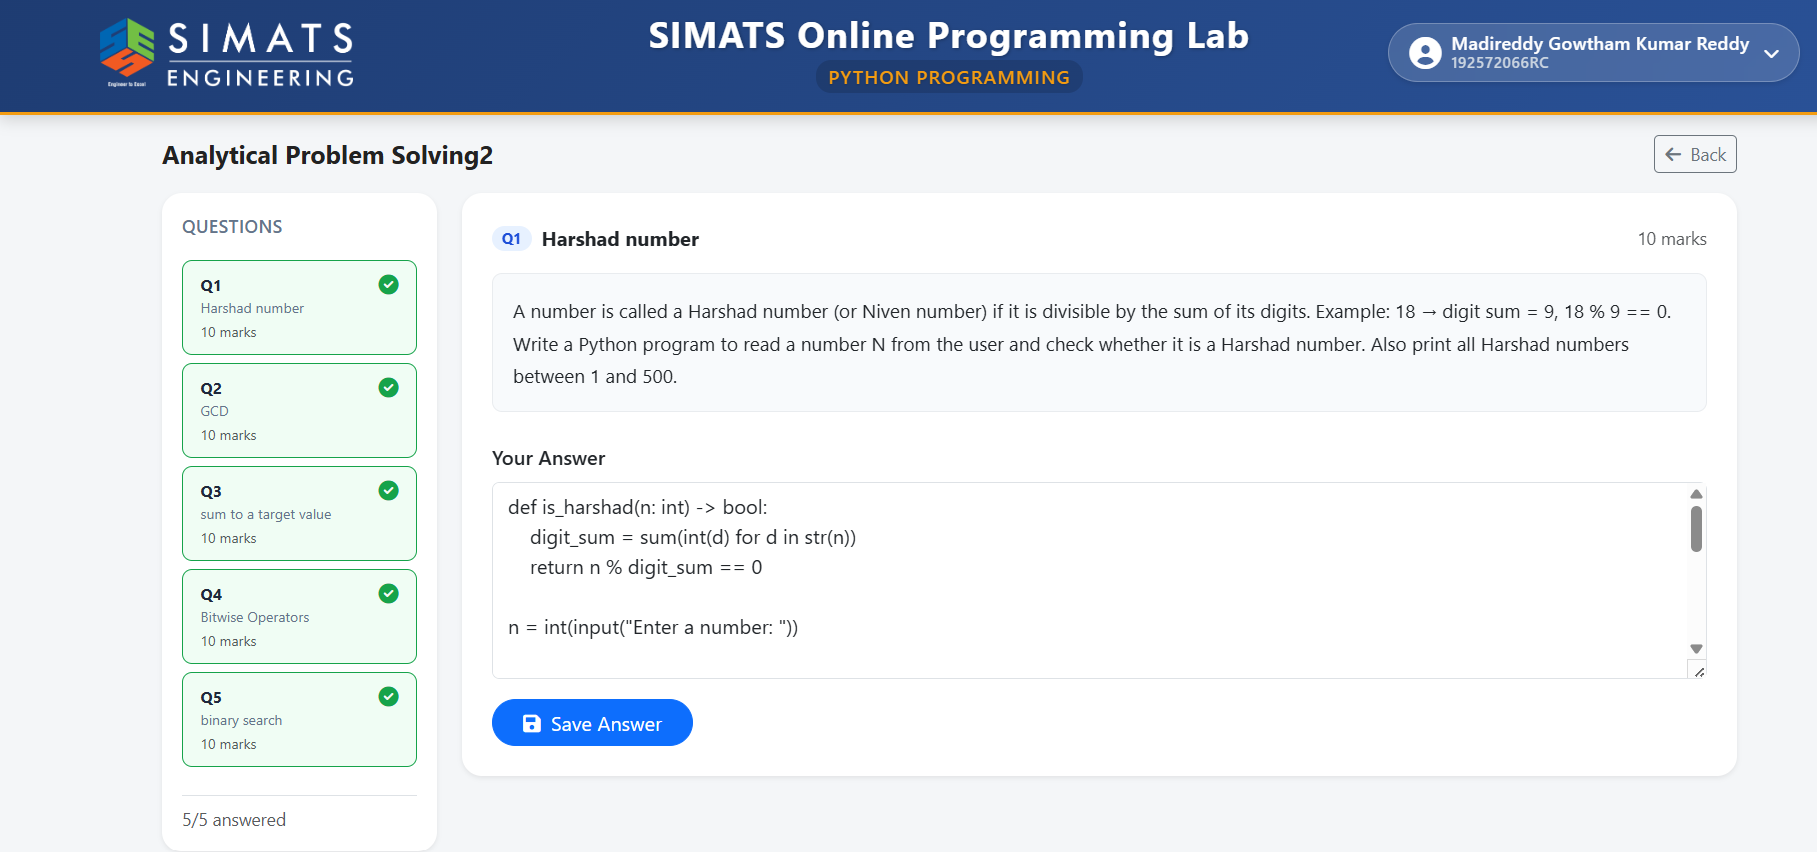 SIMATS
ENGINEERING
Engineer to Excel
SIMATS Online Programming Lab
PYTHON PROGRAMMING
Madireddy Gowtham Kumar Reddy
192572066RC
Analytical Problem Solving2
Back
QUESTIONS
Q1
Harshad number
10 marks
Q2
GCD
10 marks
Q3
sum to a target value
10 marks
Q4
Bitwise Operators
10 marks
Q5
binary search
10 marks
5/5 answered
Q1 Harshad number
10 marks
A number is called a Harshad number (or Niven number) if it is divisible by the sum of its digits. Example: 18 → digit sum = 9, 18 % 9 == 0.
Write a Python program to read a number N from the user and check whether it is a Harshad number. Also print all Harshad numbers
between 1 and 500.
Your Answer
def is_harshad(n: int) -> bool:
    digit_sum = sum(int(d) for d in str(n))
    return n % digit_sum == 0
n = int(input("Enter a number: "))
Save Answer